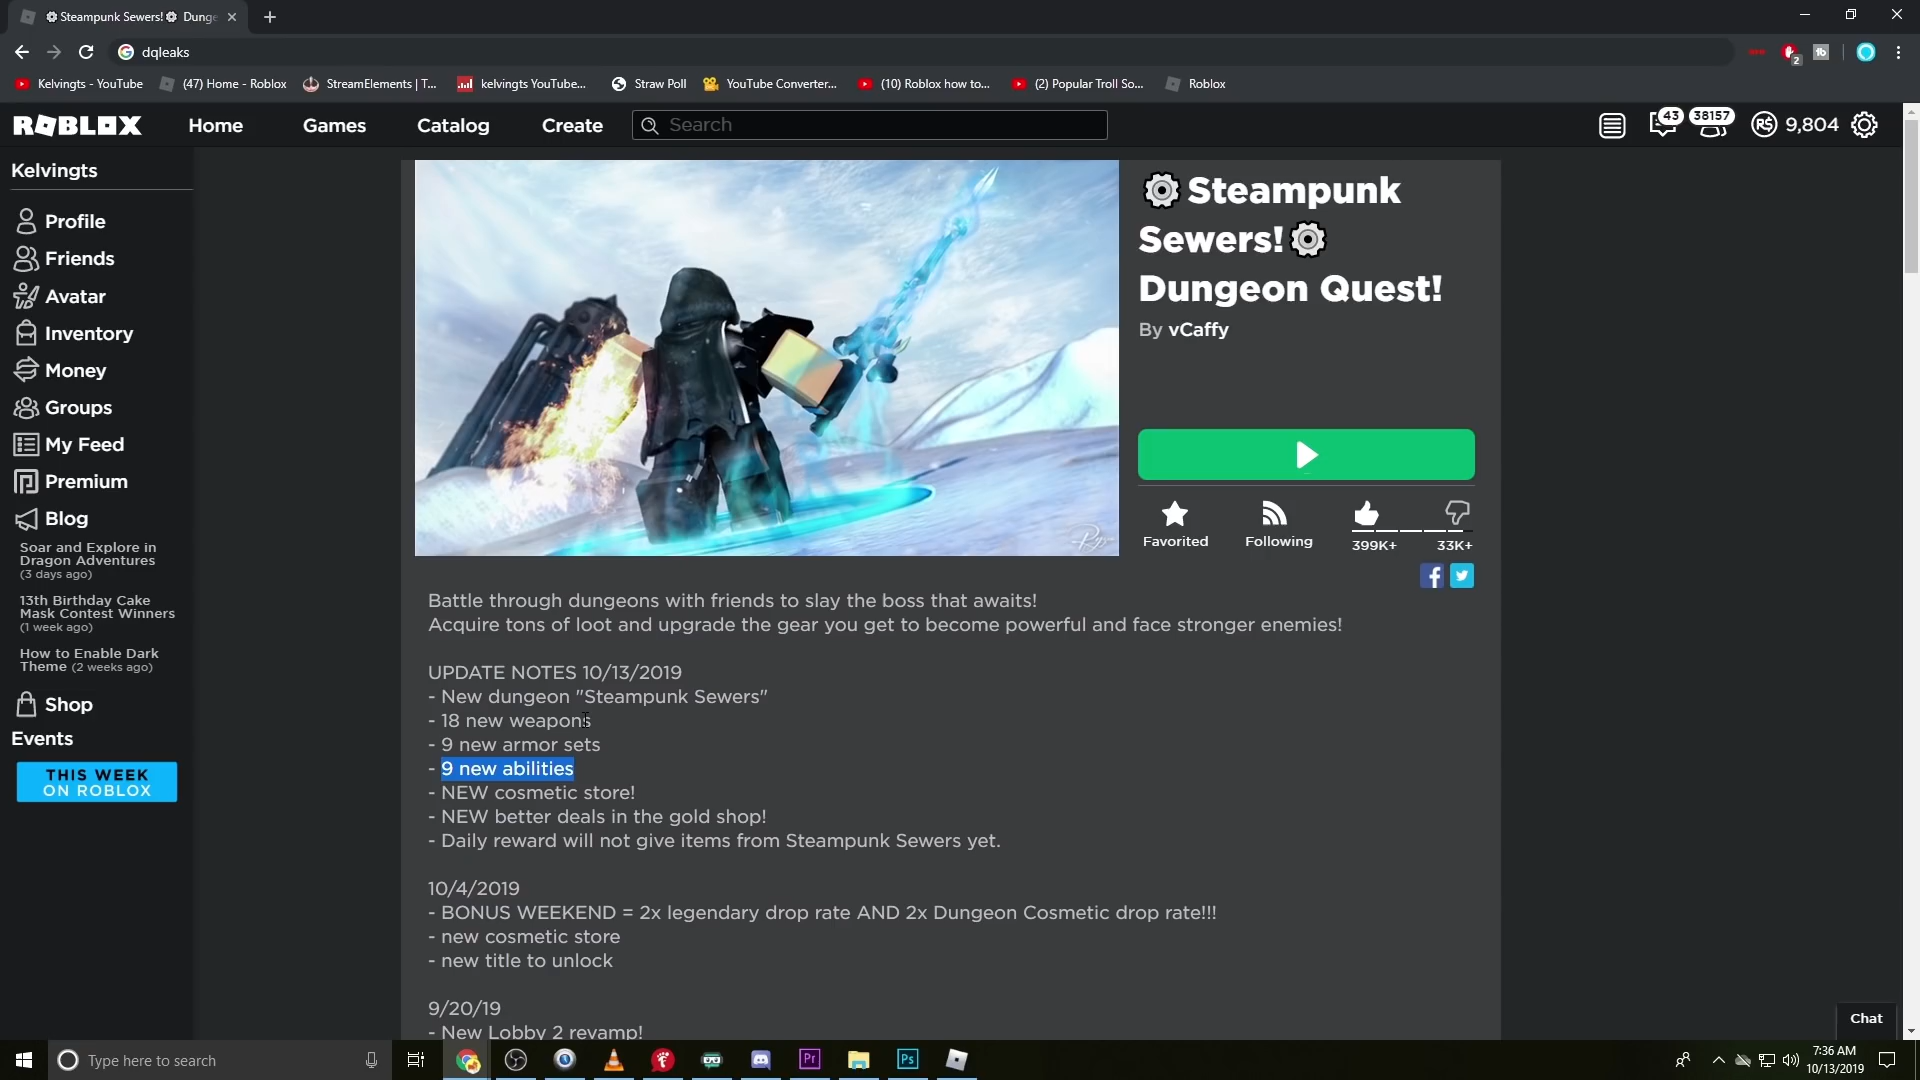 Steampunk Sewers! Dunge
dqleaks
2
Kelvingts - YouTube
(47) Home - Roblox
StreamElements | T...
kelvingts YouTube...
Straw Poll
YouTube Converter...
(10) Roblox how to...
(2) Popular Troll So...
Roblox
ROBLOX
Home
Games
Catalog
Create
Search
43
38157
R$
9,804
Kelvingts
Profile
Friends
Avatar
Inventory
Money
Groups
My Feed
Premium
Blog
Soar and Explore in
Dragon Adventures
(3 days ago)
13th Birthday Cake
Mask Contest Winners
(1 week ago)
How to Enable Dark
Theme (2 weeks ago)
Shop
Events
THIS WEEK
ON ROBLOX
Steampunk
Sewers!
Dungeon Quest!
By vCaffy
Favorited
Following
399K+
33K+
Battle through dungeons with friends to slay the boss that awaits!
Acquire tons of loot and upgrade the gear you get to become powerful and face stronger enemies!
UPDATE NOTES 10/13/2019
- New dungeon "Steampunk Sewers"
- 18 new weapons
- 9 new armor sets
- 9 new abilities
- NEW cosmetic store!
- NEW better deals in the gold shop!
- Daily reward will not give items from Steampunk Sewers yet.
10/4/2019
- BONUS WEEKEND = 2x legendary drop rate AND 2x Dungeon Cosmetic drop rate!!!
- new cosmetic store
- new title to unlock
9/20/19
- New Lobby 2 revamp!
Chat
Type here to search
Pr
Ps
7:36 AM
10/13/2019